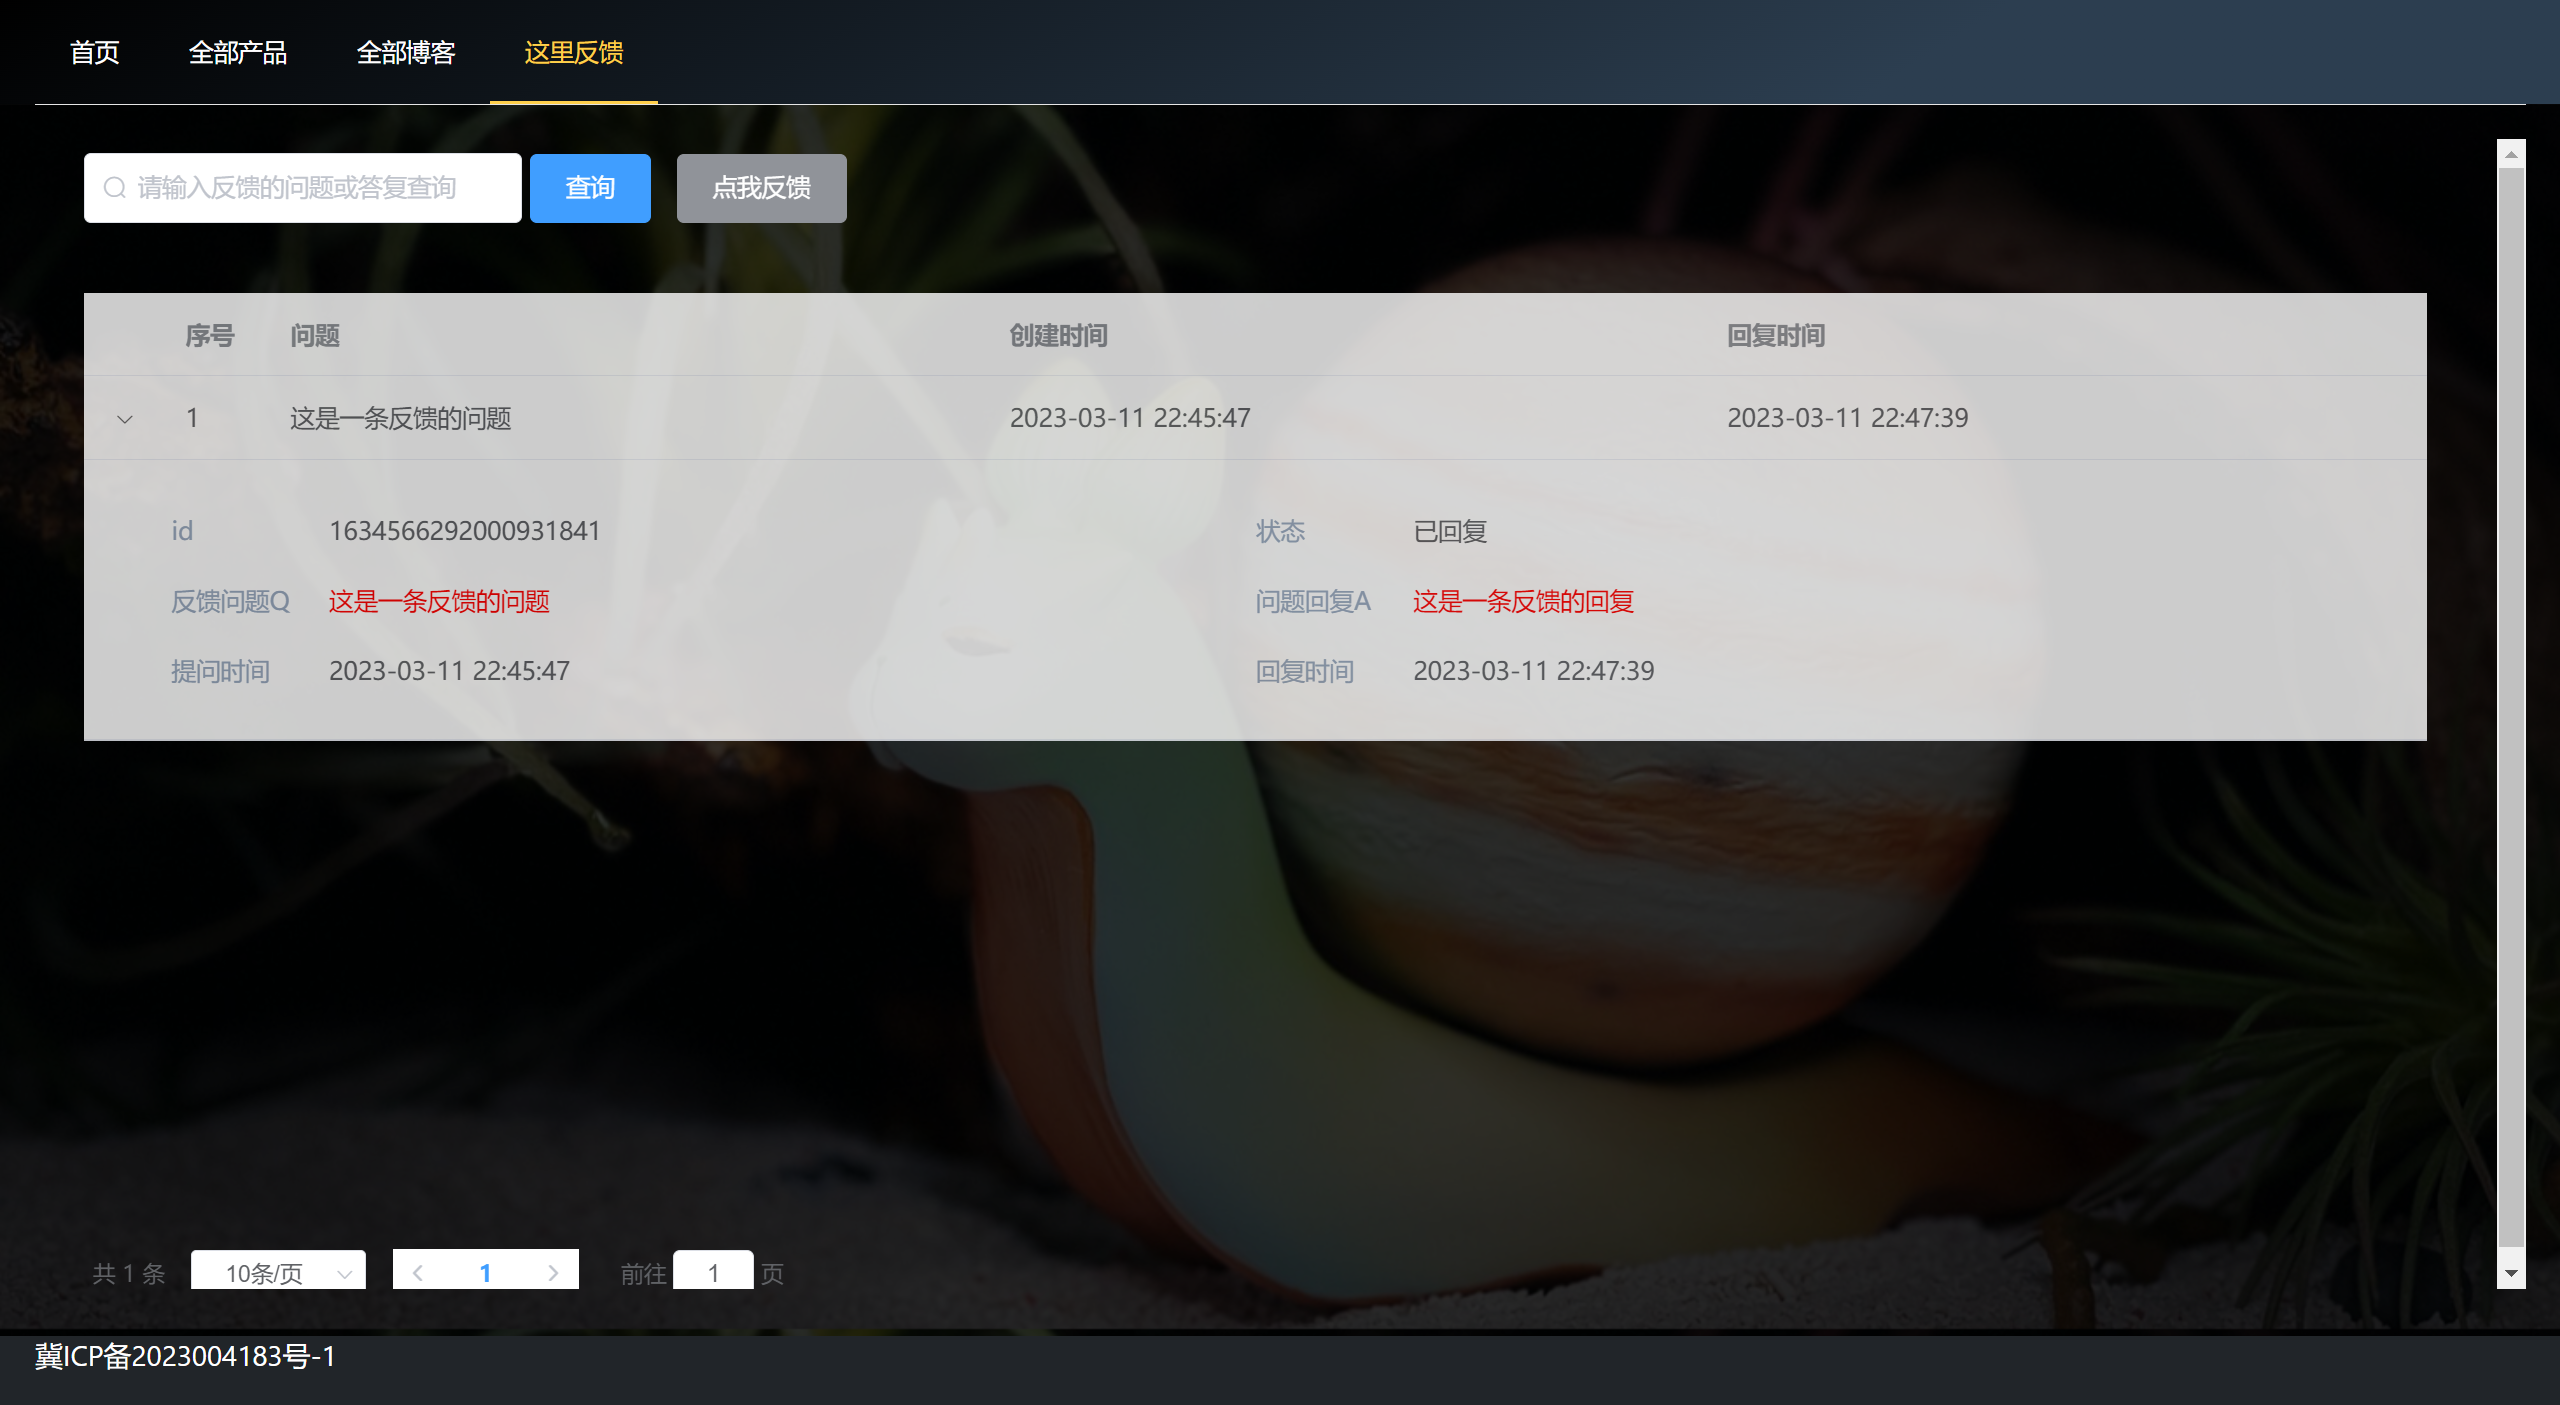 首页 全部产品 全部博客 这里反馈
请输入反馈的问题或答复查询 查询 点我反馈
序号 问题 创建时间 回复时间
1 这是一条反馈的问题 2023-03-11 22:45:47 2023-03-11 22:47:39
id 1634566292000931841 状态 已回复
反馈问题Q 这是一条反馈的问题 问题回复A 这是一条反馈的回复
提问时间 2023-03-11 22:45:47 回复时间 2023-03-11 22:47:39
共 1 条 10条/页 1 前往 1 页
冀ICP备2023004183号-1